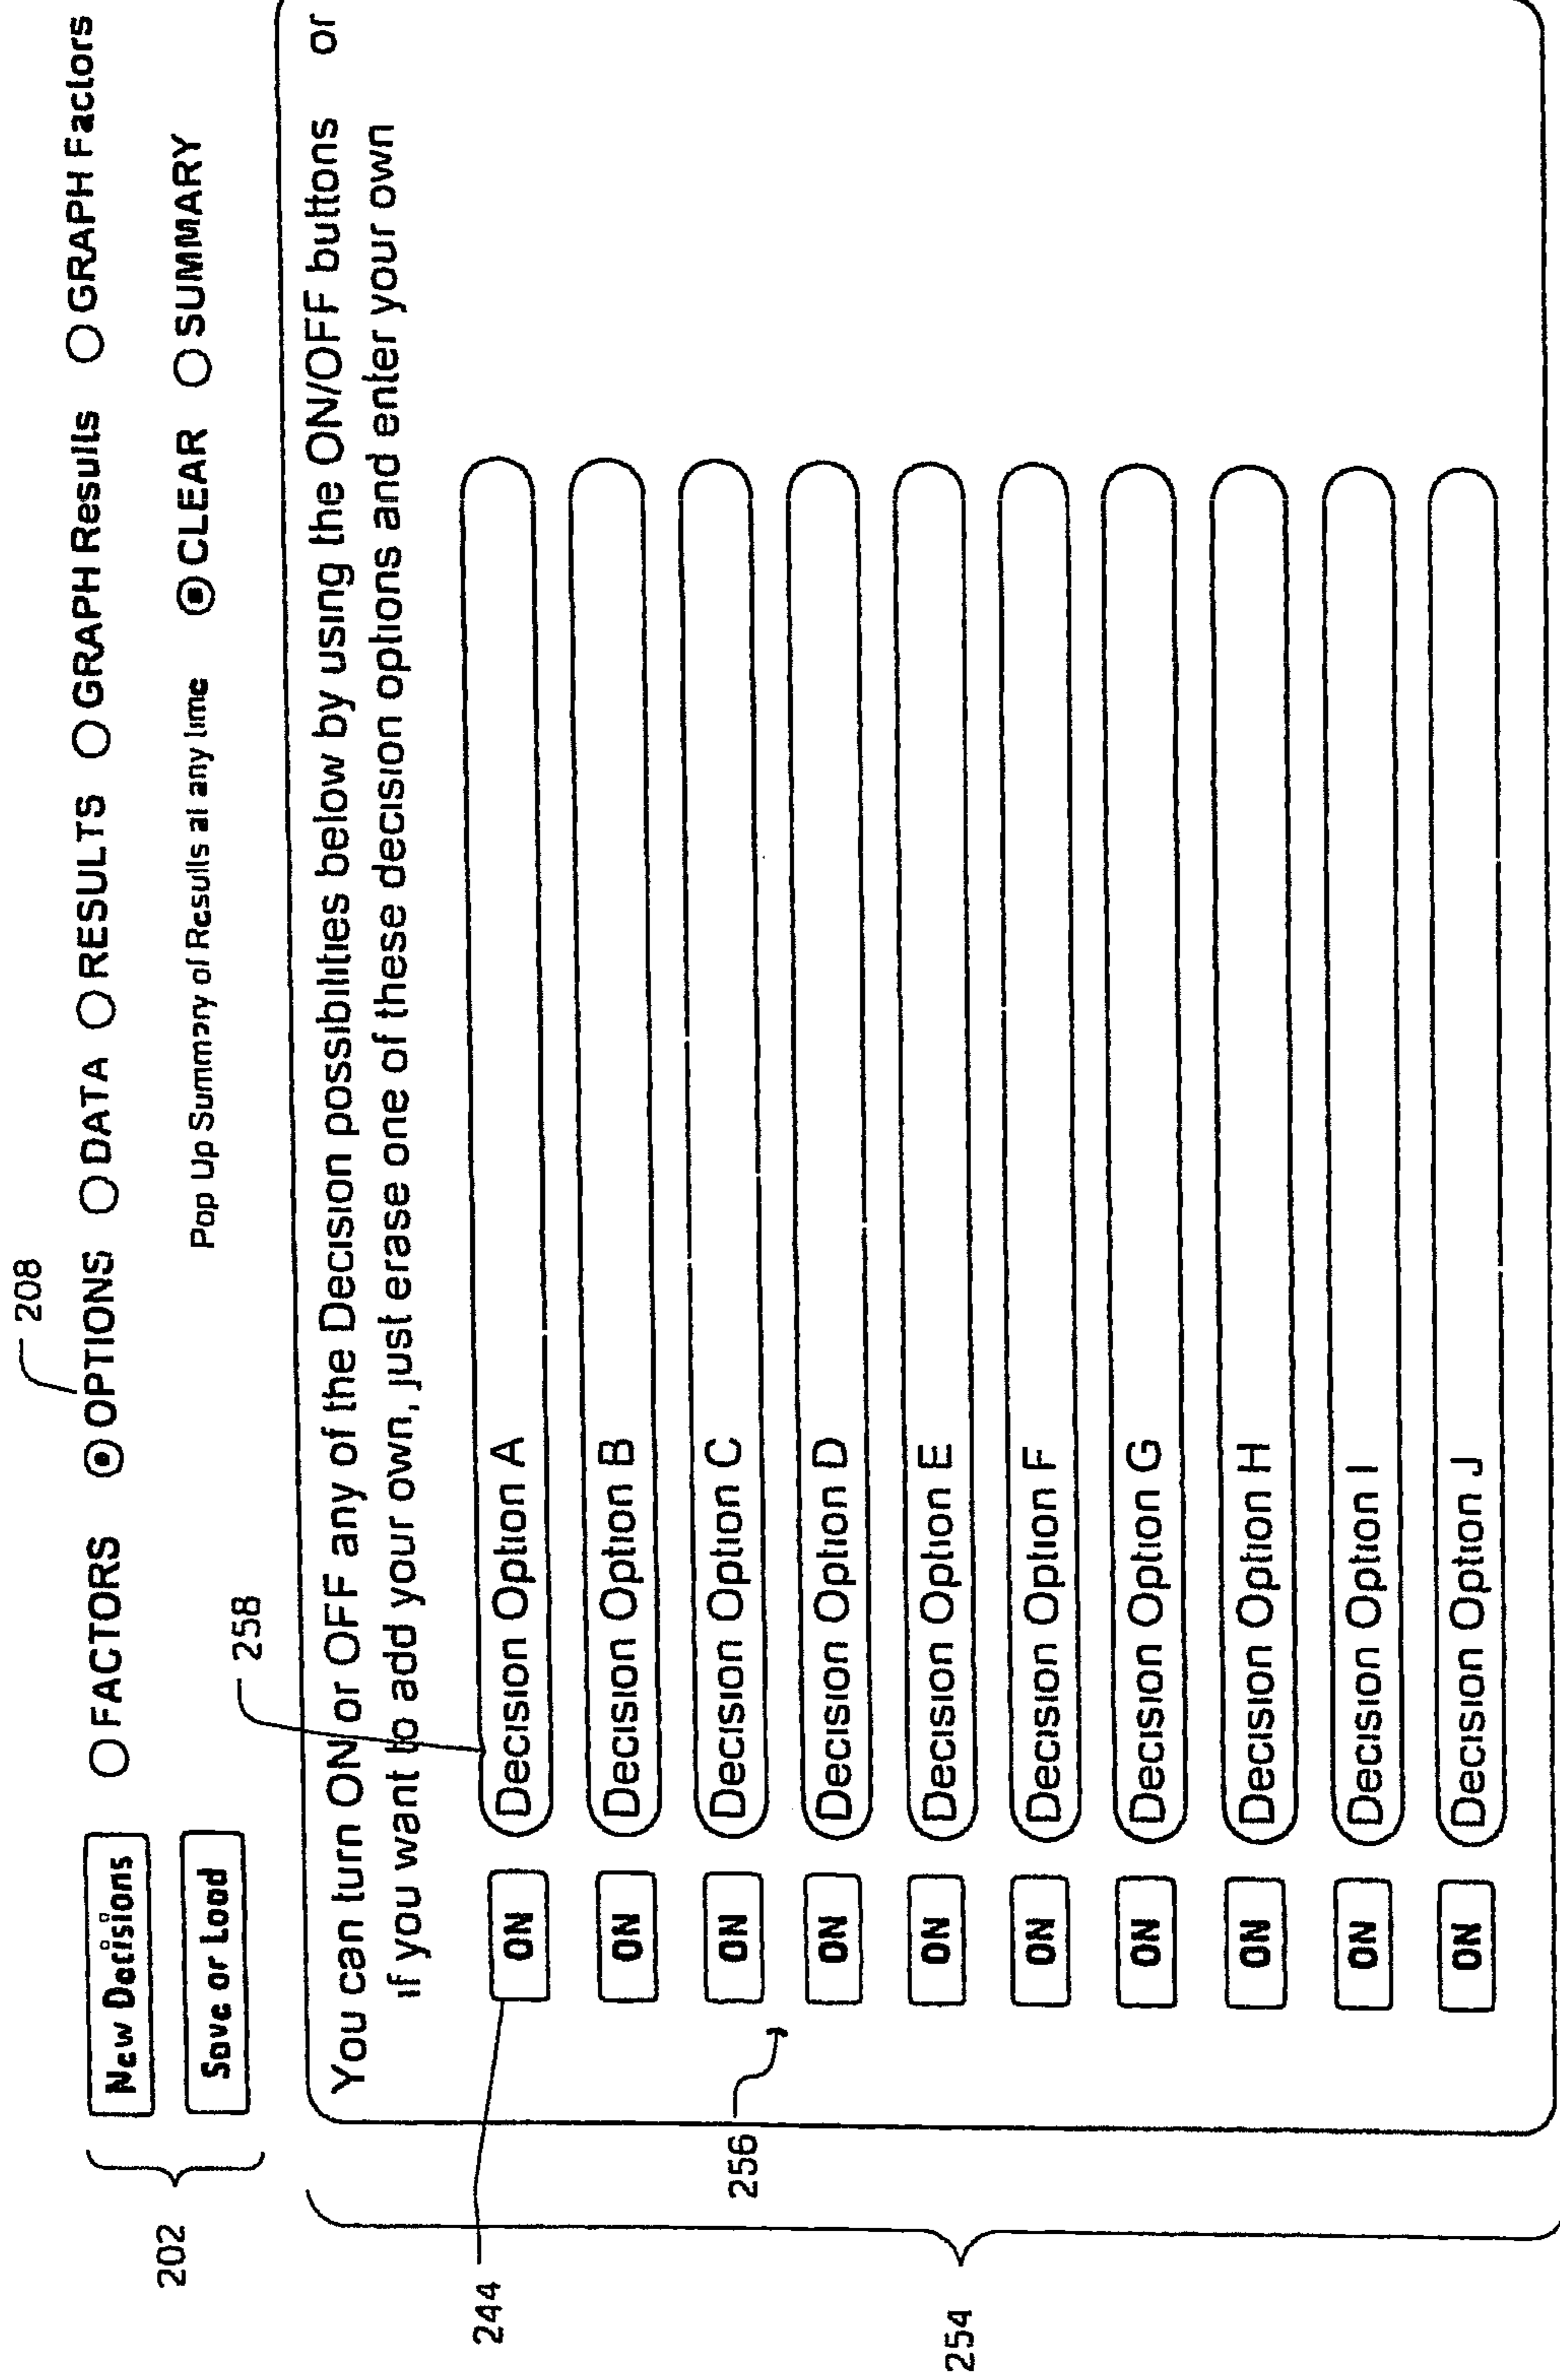 208
New Decisions ○ FACTORS ⦿ OPTIONS ○ DATA ○ RESULTS ○ GRAPH Results ○ GRAPH Factors
202
Save or Load Pop Up Summary of Results at any time ⦿ CLEAR ○ SUMMARY
258
You can turn ON or OFF any of the Decision possibilities below by using the ON/OFF buttons or
if you want to add your own, just erase one of these decision options and enter your own
244
ON Decision Option A
ON Decision Option B
ON Decision Option C
256
ON Decision Option D
ON Decision Option E
254
ON Decision Option F
ON Decision Option G
ON Decision Option H
ON Decision Option I
ON Decision Option J